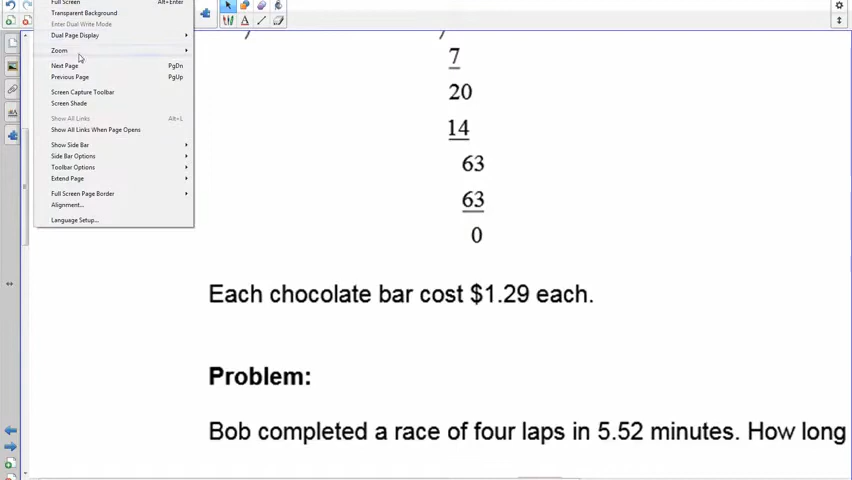 Full Screen Alt+Enter
Transparent Background
Enter Dual Write Mode
Dual Page Display
Zoom
Next Page PgDn
Previous Page PgUp
Screen Capture Toolbar
Screen Shade
Show All Links Alt+L
Show All Links When Page Opens
Show Side Bar
Side Bar Options
Toolbar Options
Extend Page
Full Screen Page Border
Alignment...
Language Setup...
7
20
14
63
63
0
Each chocolate bar cost $1.29 each.
Problem:
Bob completed a race of four laps in 5.52 minutes. How long